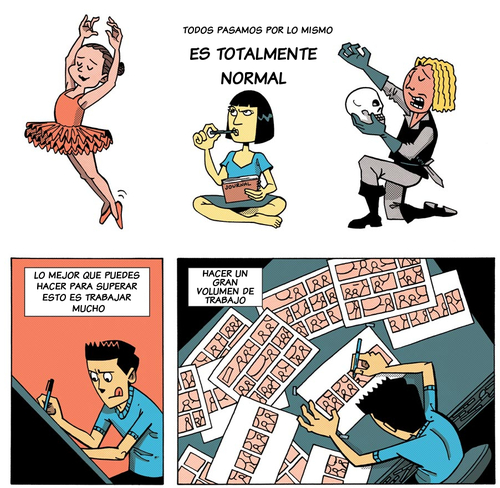 TODOS PASAMOS POR LO MISMO
ES TOTALMENTE
NORMAL
JOURNAL
LO MEJOR QUE PUEDES
HACER PARA SUPERAR
ESTO ES TRABAJAR
MUCHO
HACER UN
GRAN
VOLUMEN DE
TRABAJO